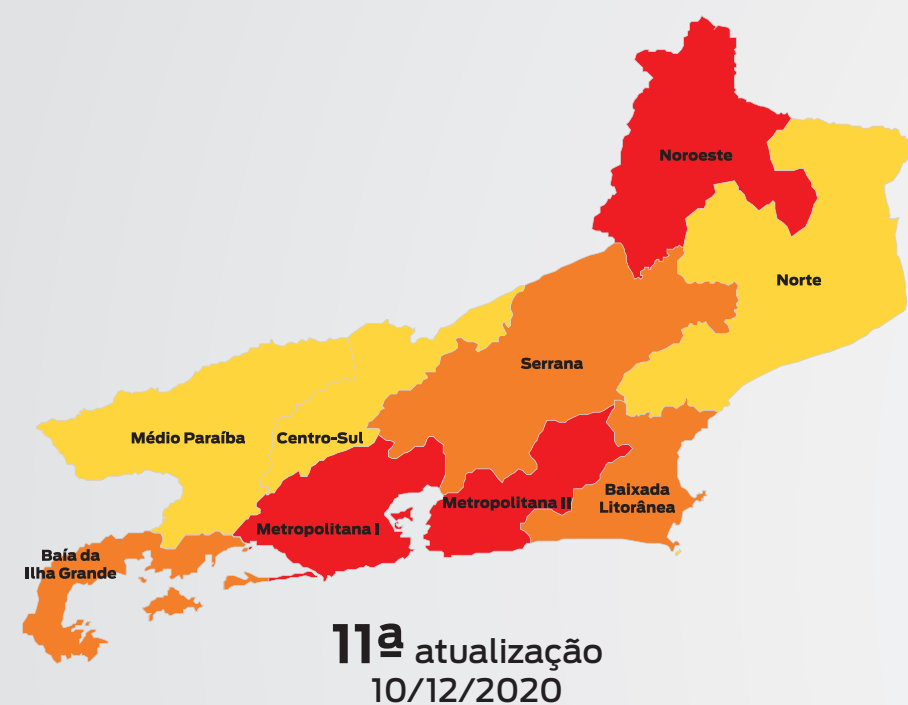 Noroeste
Norte
Serrana
Médio Paraíba
Centro-Sul
Baixada
Litorânea
Metropolitana II
Metropolitana I
Baía da
Ilha Grande
11ª atualização
10/12/2020